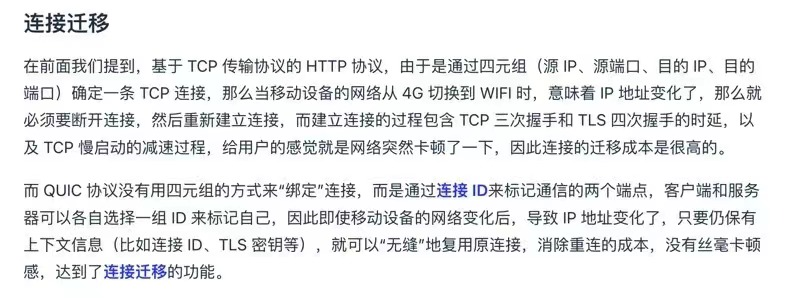 连接迁移
在前面我们提到，基于 TCP 传输协议的 HTTP 协议，由于是通过四元组（源 IP、源端口、目的 IP、目的
端口）确定一条 TCP 连接，那么当移动设备的网络从 4G 切换到 WIFI 时，意味着 IP 地址变化了，那么就
必须要断开连接，然后重新建立连接，而建立连接的过程包含 TCP 三次握手和 TLS 四次握手的时延，以
及 TCP 慢启动的减速过程，给用户的感觉就是网络突然卡顿了一下，因此连接的迁移成本是很高的。
而 QUIC 协议没有用四元组的方式来“绑定”连接，而是通过连接 ID来标记通信的两个端点，客户端和服务
器可以各自选择一组 ID 来标记自己，因此即使移动设备的网络变化后，导致 IP 地址变化了，只要仍保有
上下文信息（比如连接 ID、TLS 密钥等），就可以“无缝”地复用原连接，消除重连的成本，没有丝毫卡顿
感，达到了连接迁移的功能。